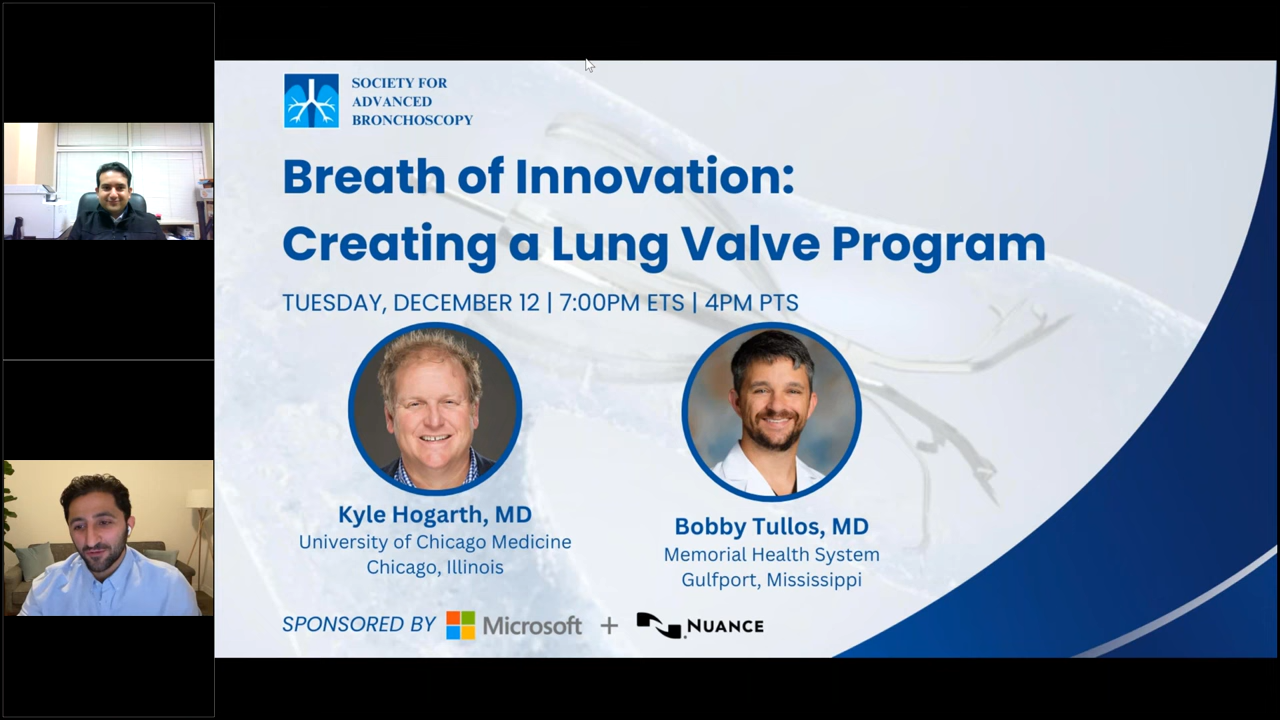 SOCIETY FOR
ADVANCED
BRONCHOSCOPY
Breath of Innovation:
Creating a Lung Valve Program
TUESDAY, DECEMBER 12 | 7:00PM ETS | 4PM PTS
Kyle Hogarth, MD
University of Chicago Medicine
Chicago, Illinois
Bobby Tullos, MD
Memorial Health System
Gulfport, Mississippi
SPONSORED BY Microsoft + NUANCE